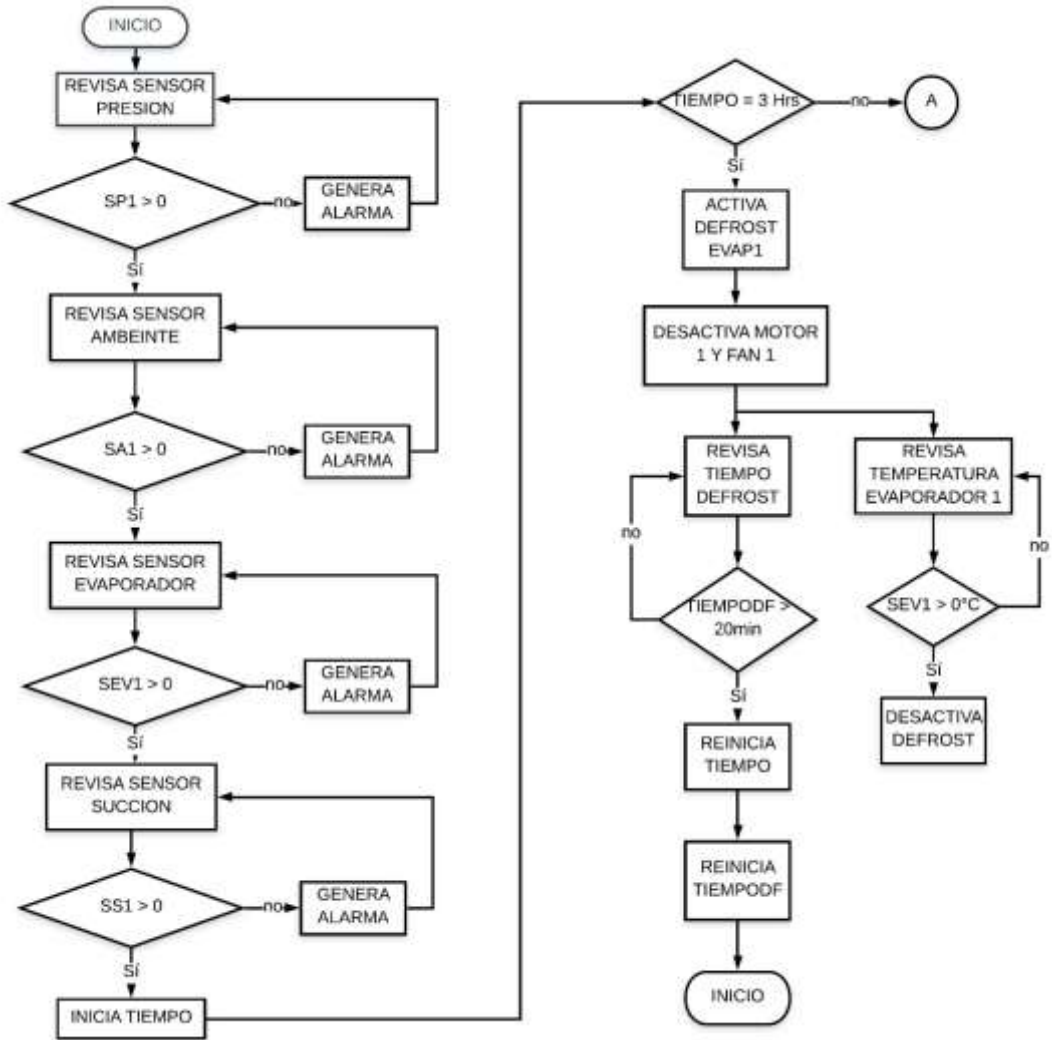 INICIO
REVISA SENSOR
PRESION
SP1 > 0
no
GENERA
ALARMA
Sí
REVISA SENSOR
AMBEINTE
SA1 > 0
no
GENERA
ALARMA
Sí
REVISA SENSOR
EVAPORADOR
SEV1 > 0
no
GENERA
ALARMA
Sí
REVISA SENSOR
SUCCION
SS1 > 0
no
GENERA
ALARMA
Sí
INICIA TIEMPO
TIEMPO = 3 Hrs
no
A
Sí
ACTIVA
DEFROST
EVAP1
DESACTIVA MOTOR
1 Y FAN 1
REVISA
TIEMPO
DEFROST
no
TIEMPODF >
20min
Sí
REINICIA
TIEMPO
REINICIA
TIEMPODF
INICIO
REVISA
TEMPERATURA
EVAPORADOR 1
no
SEV1 > 0°C
Sí
DESACTIVA
DEFROST